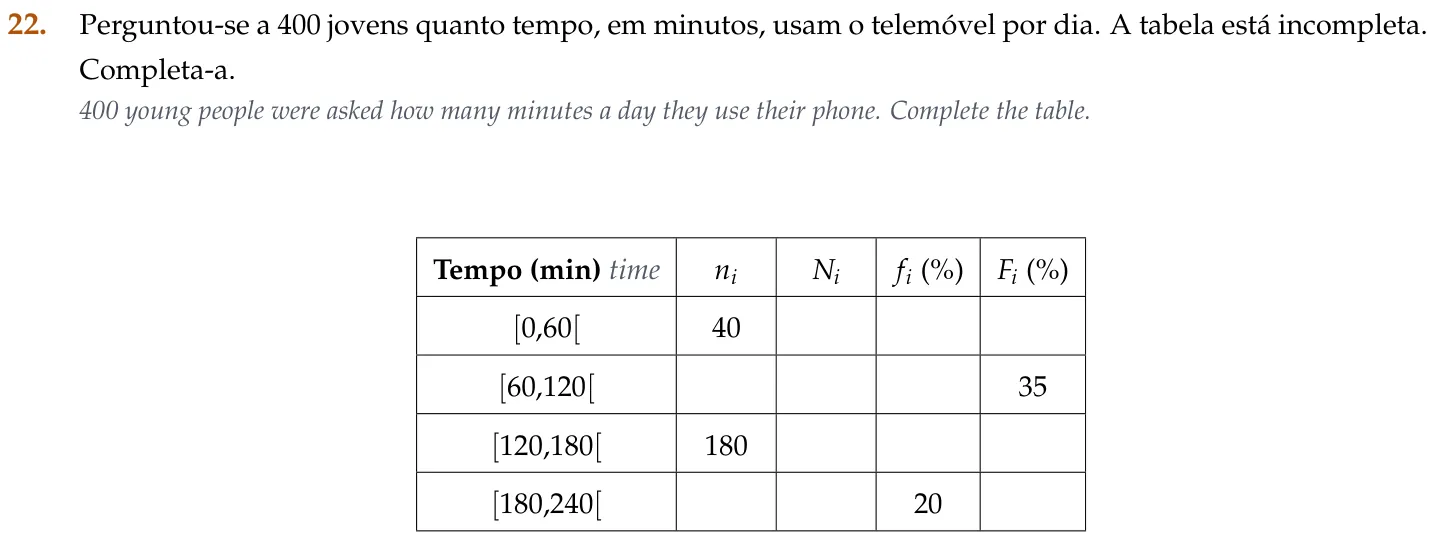 22. Perguntou-se a 400 jovens quanto tempo, em minutos, usam o telemóvel por dia. A tabela está incompleta.
Completa-a.
400 young people were asked how many minutes a day they use their phone. Complete the table.
Tempo (min) time nᵢ Nᵢ fᵢ (%) Fᵢ (%)
[0,60[ 40
[60,120[ 35
[120,180[ 180
[180,240[ 20